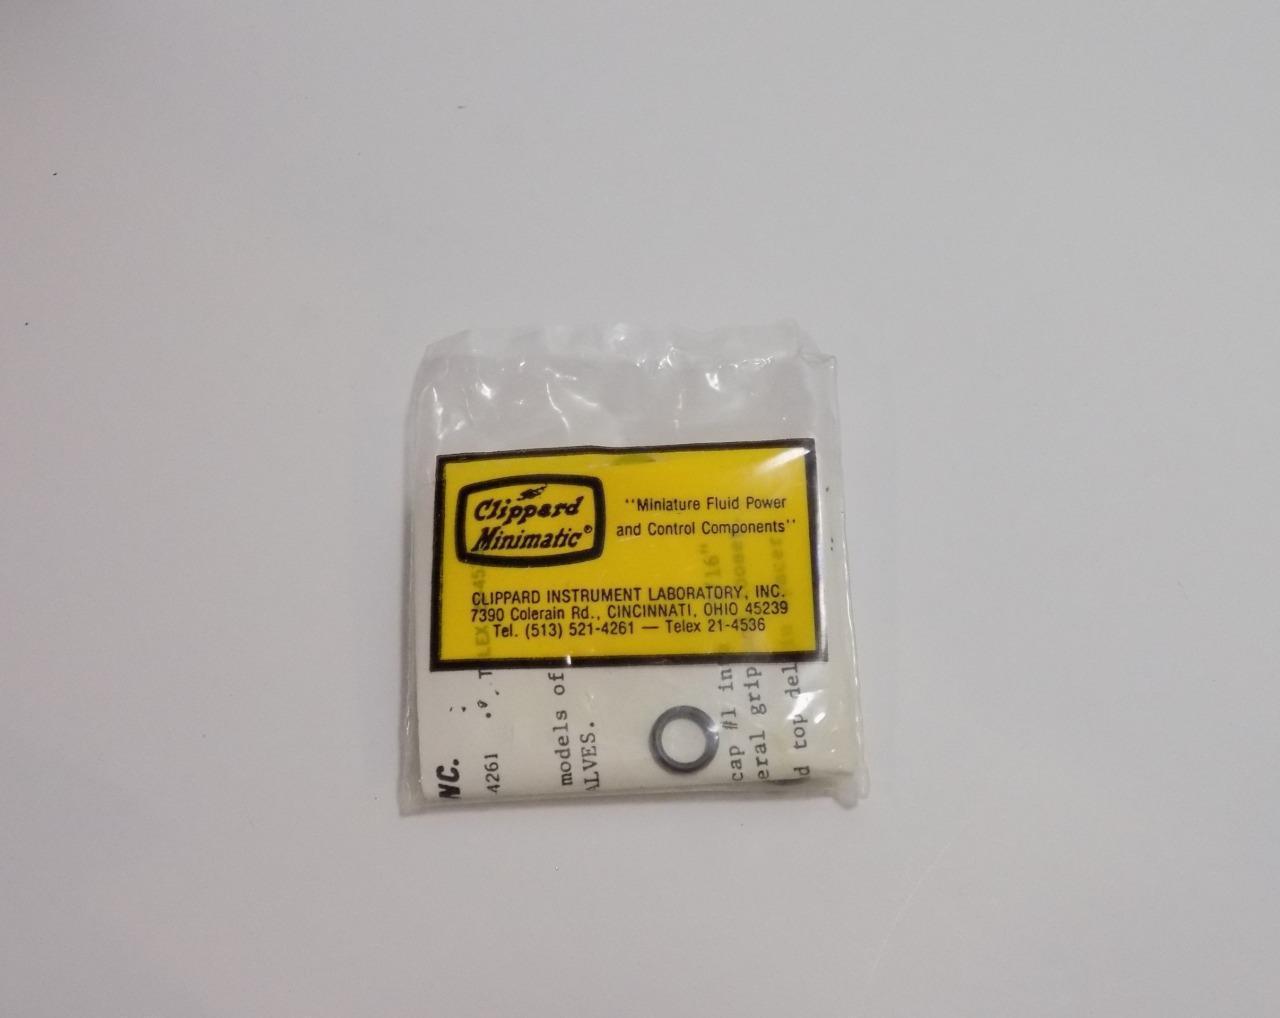 Clippard
Minimatic®
"Miniature Fluid Power
and Control Components"
CLIPPARD INSTRUMENT LABORATORY, INC.
7390 Colerain Rd., CINCINNATI, OHIO 45239
Tel. (513) 521-4261 — Telex 21-4536
NC.
4261
models of
ALVES.
16"
cap #1 in
eral grip
d top del